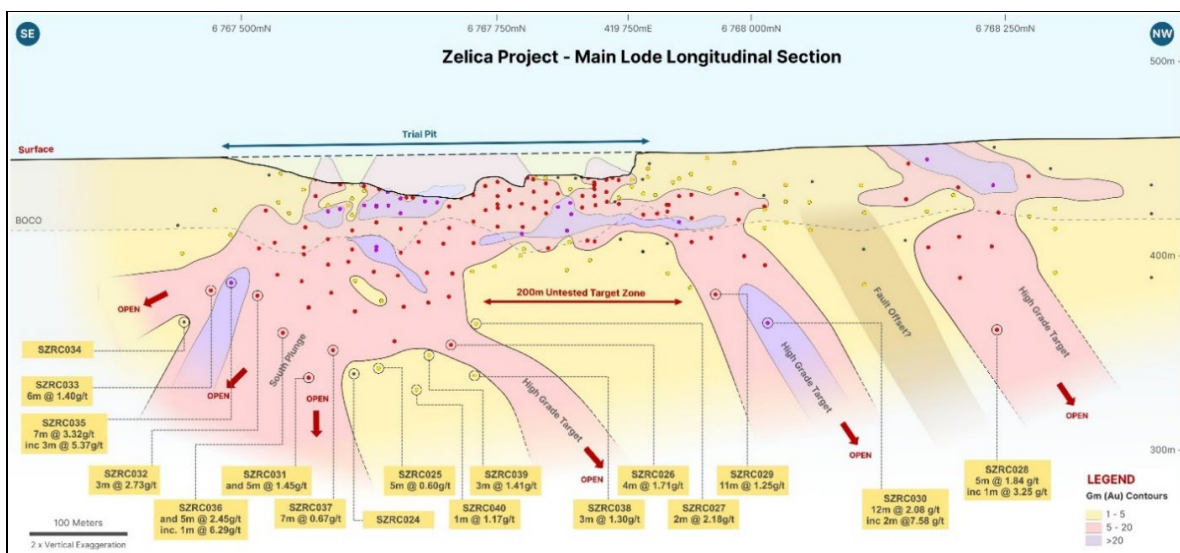 6 767 500mN
6 767 750mN
419 750mE
6 768 000mN
6 768 250mN
SE
NW
Zelica Project - Main Lode Longitudinal Section
500m
Trial Pit
Surface
BOCO
400m
200m Untested Target Zone
OPEN
Fault Offset?
High Grade Target
SZRC034
South Plunge
High Grade Target
SZRC033
6m @ 1.40g/t
OPEN
OPEN
High Grade Target
OPEN
SZRC035
7m @ 3.32g/t
inc 3m @ 5.37g/t
OPEN
OPEN
300m
SZRC032
3m @ 2.73g/t
SZRC031
and 5m @ 1.45g/t
SZRC025
5m @ 0.60g/t
SZRC039
3m @ 1.41g/t
SZRC026
4m @ 1.71g/t
SZRC029
11m @ 1.25g/t
SZRC028
5m @ 1.84 g/t
inc 1m @ 3.25 g/t
SZRC036
and 5m @ 2.45g/t
inc. 1m @ 6.29g/t
SZRC037
7m @ 0.67g/t
SZRC024
SZRC040
1m @ 1.17g/t
SZRC038
3m @ 1.30g/t
SZRC027
2m @ 2.18g/t
SZRC030
12m @ 2.08 g/t
inc 2m @7.58 g/t
LEGEND
Gm (Au) Contours
1 - 5
5 - 20
>20
100 Meters
2 x Vertical Exaggeration